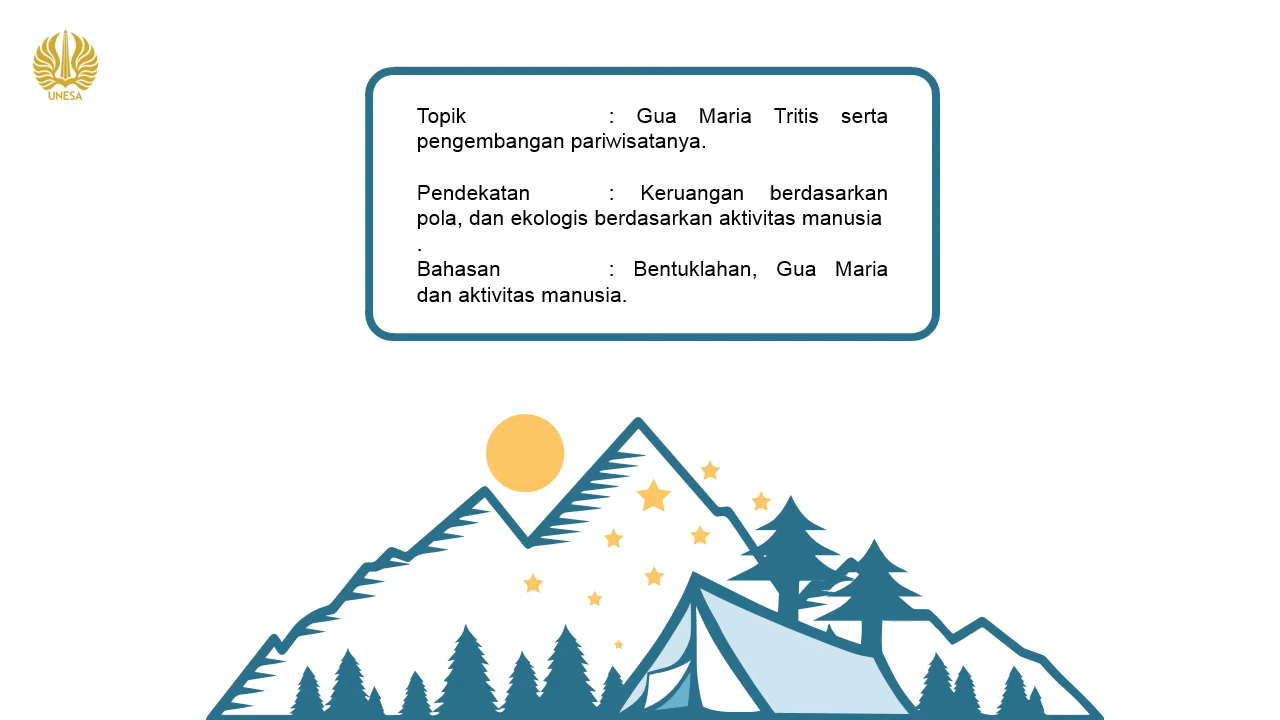 UNESA
Topik : Gua Maria Tritis serta
pengembangan pariwisatanya.
Pendekatan : Keruangan berdasarkan
pola, dan ekologis berdasarkan aktivitas manusia
.
Bahasan : Bentuklahan, Gua Maria
dan aktivitas manusia.